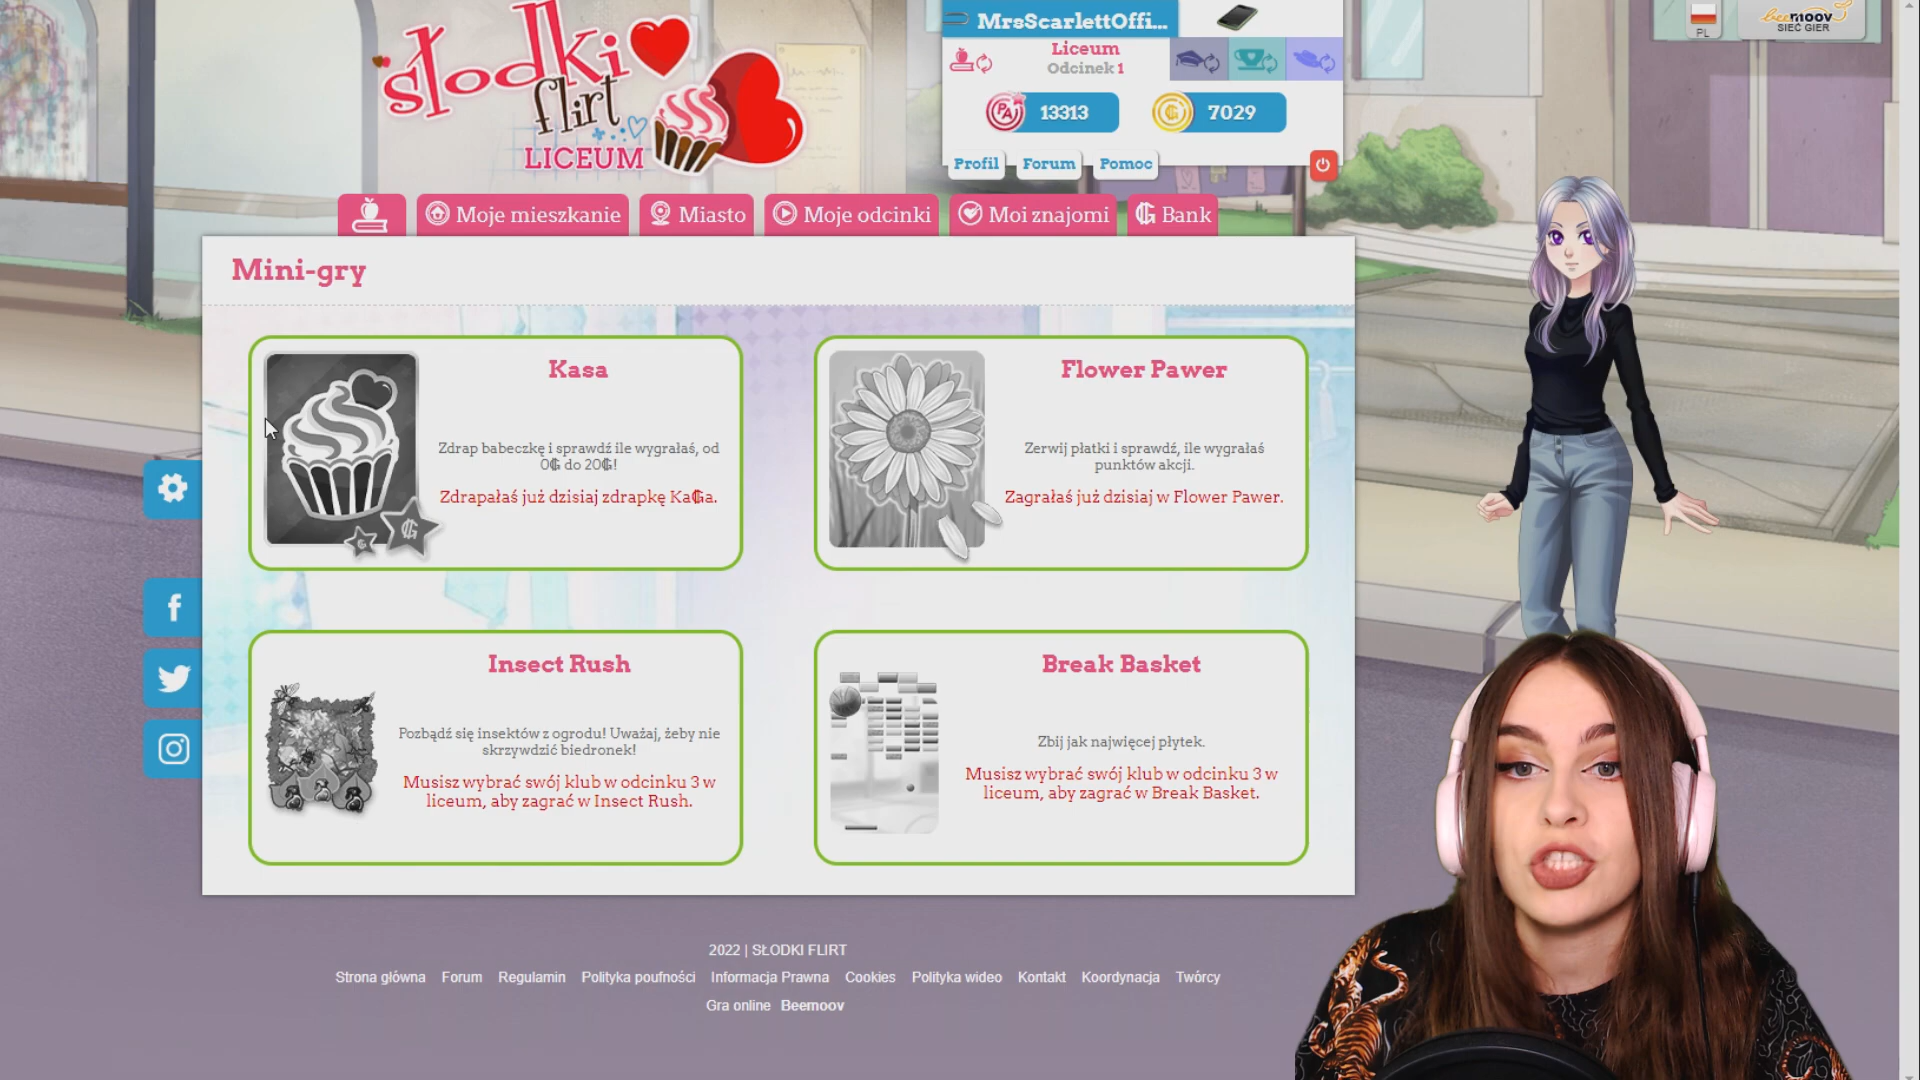 słodki
flirt
LICEUM
MrsScarlettOffi...
Liceum
Odcinek 1
PA 13313
7029
Profil
Forum
Pomoc
PL
beemoov
SIEĆ GIER
Moje mieszkanie
Miasto
Moje odcinki
Moi znajomi
Bank
Mini-gry
Kasa
Zdrap babeczkę i sprawdź ile wygrałaś, od
0G do 20G!
Zdrapałaś już dzisiaj zdrapkę KaGa.
Flower Pawer
Zerwij płatki i sprawdź, ile wygrałaś
punktów akcji.
Zagrałaś już dzisiaj w Flower Pawer.
Insect Rush
Pozbądź się insektów z ogrodu! Uważaj, żeby nie
skrzywdzić biedronek!
Musisz wybrać swój klub w odcinku 3 w
liceum, aby zagrać w Insect Rush.
Break Basket
Zbij jak najwięcej płytek.
Musisz wybrać swój klub w odcinku 3 w
liceum, aby zagrać w Break Basket.
2022 | SŁODKI FLIRT
Strona główna Forum Regulamin Polityka poufności Informacja Prawna Cookies Polityka wideo Kontakt Koordynacja Twórcy
Gra online Beemoov